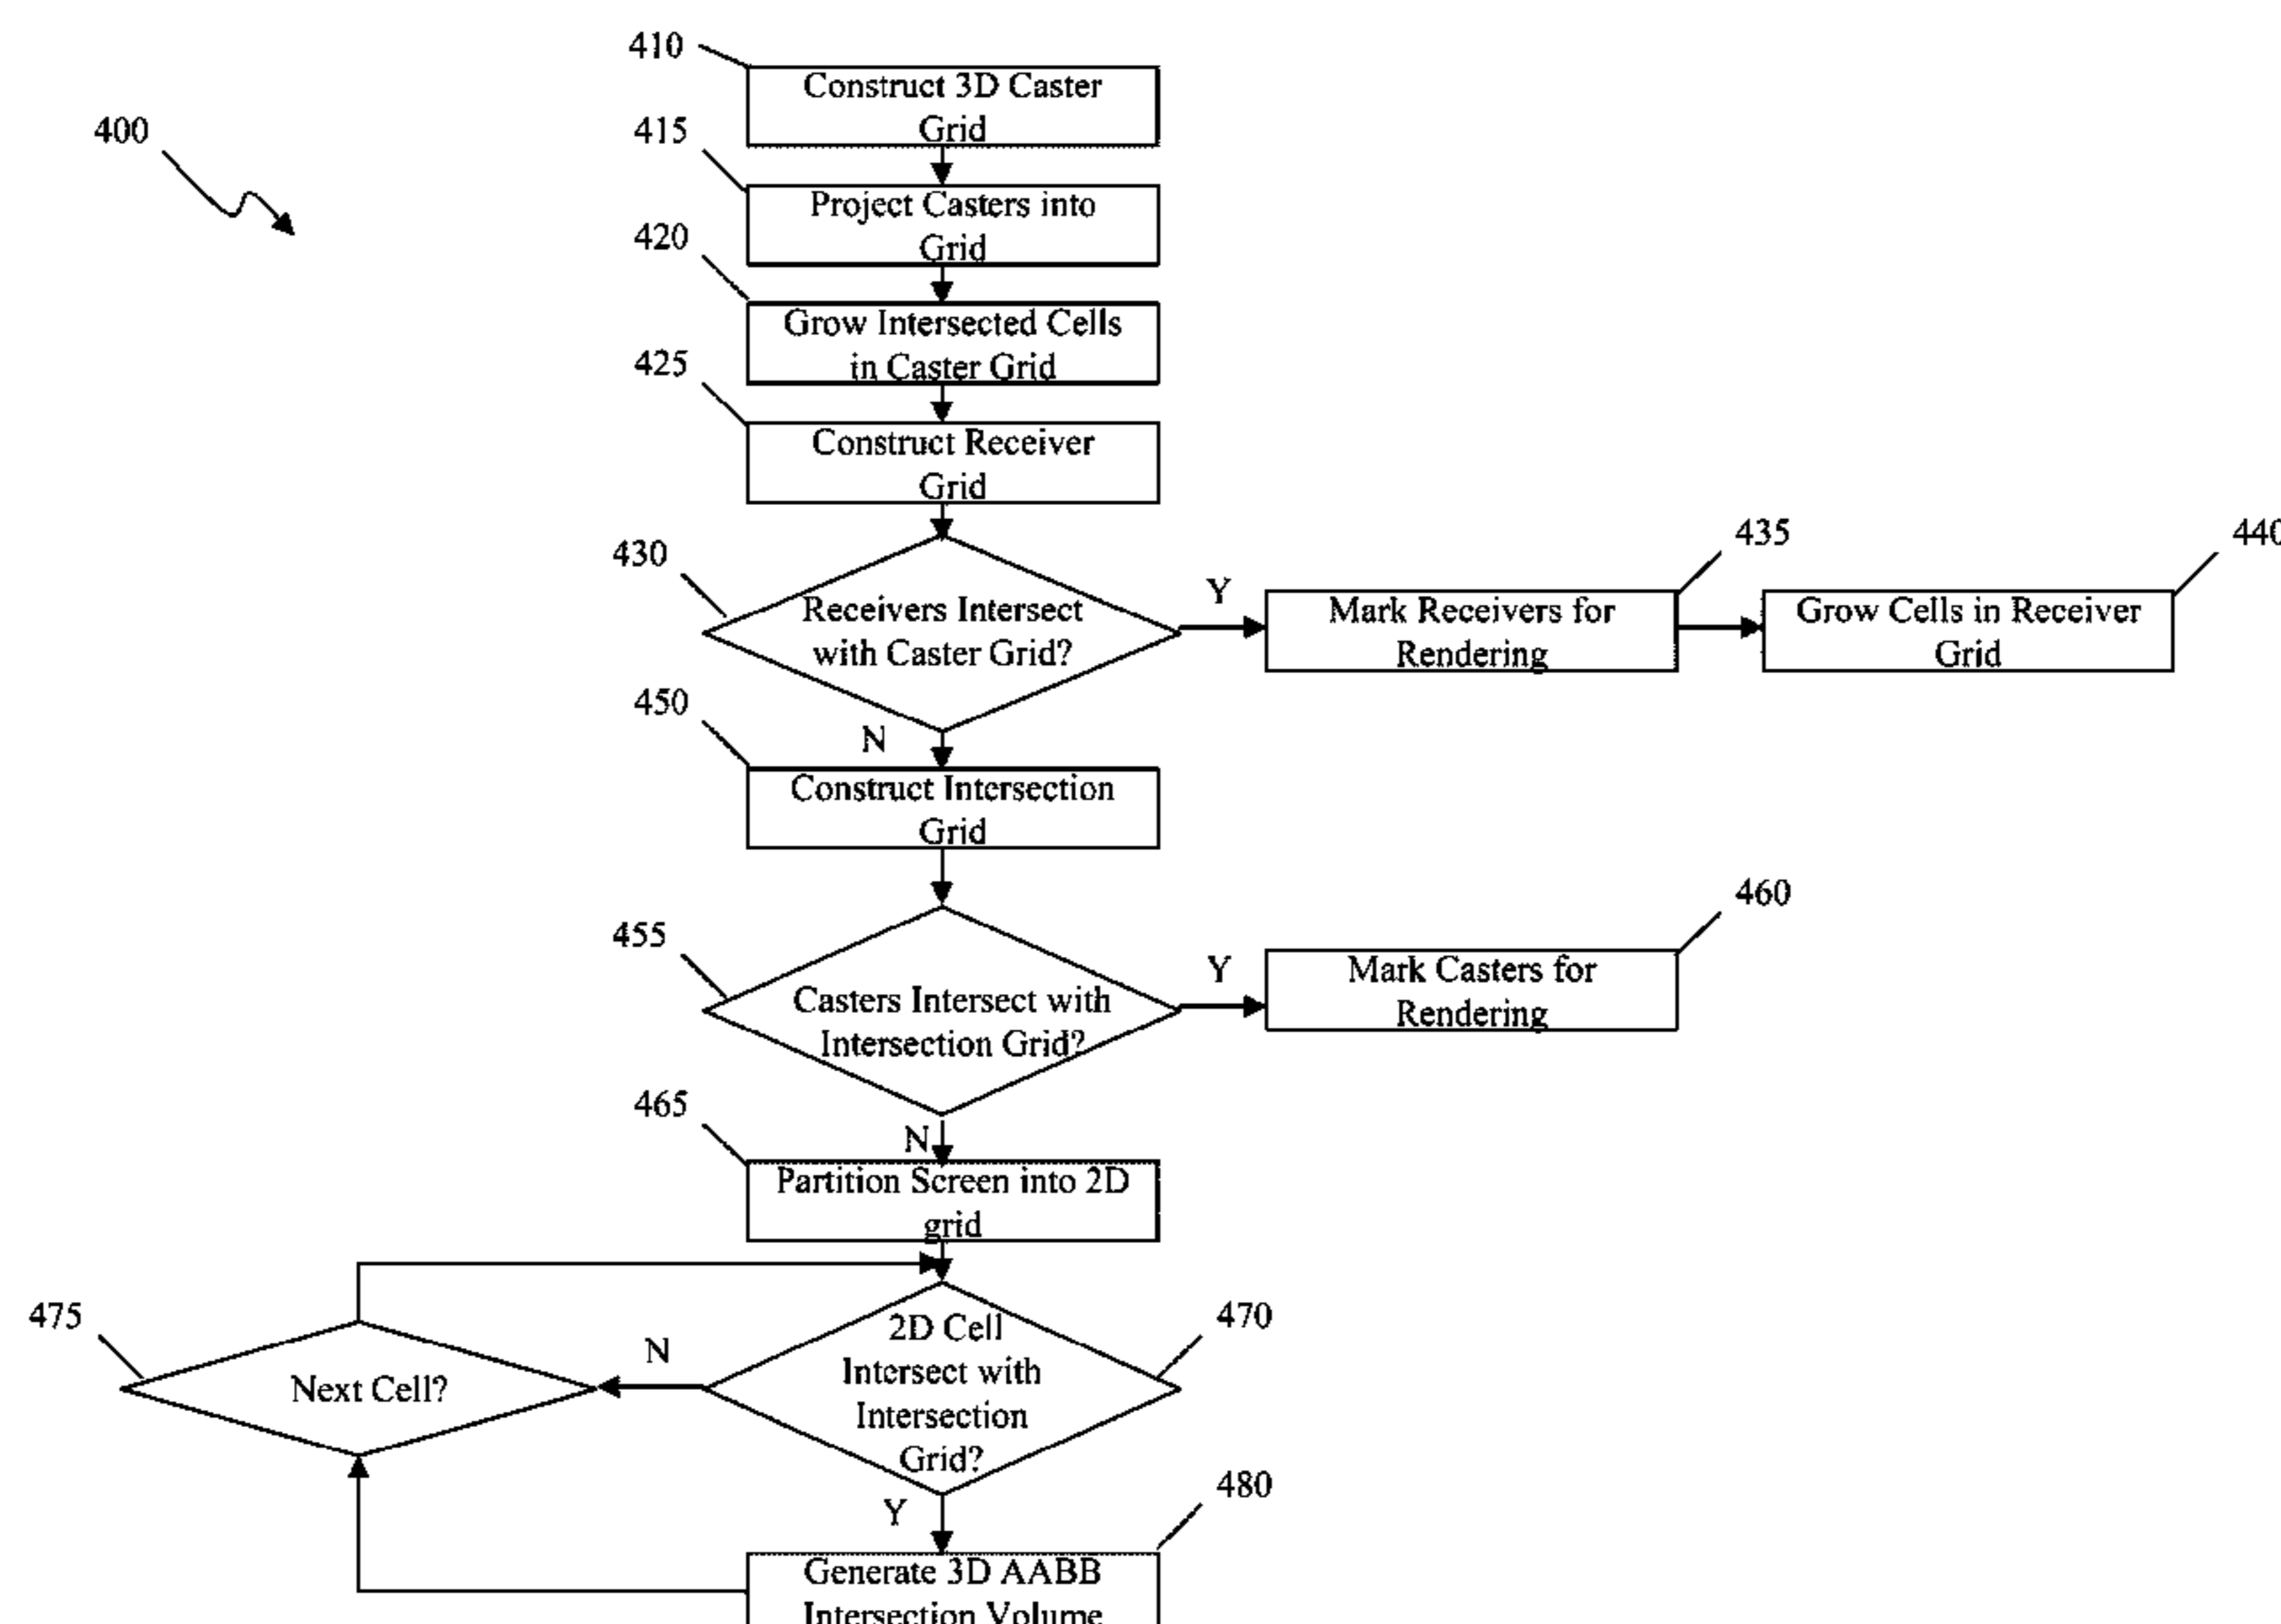 410
Construct 3D Caster
Grid
400
415
Project Casters into
Grid
420
Grow Intersected Cells
in Caster Grid
425
Construct Receiver
Grid
430
Receivers Intersect
with Caster Grid?
Y
435
Mark Receivers for
Rendering
440
Grow Cells in Receiver
Grid
N
450
Construct Intersection
Grid
455
Casters Intersect with
Intersection Grid?
Y
460
Mark Casters for
Rendering
N
465
Partition Screen into 2D
grid
470
2D Cell
Intersect with
Intersection
Grid?
N
475
Next Cell?
Y
480
Generate 3D AABB
Intersection Volume